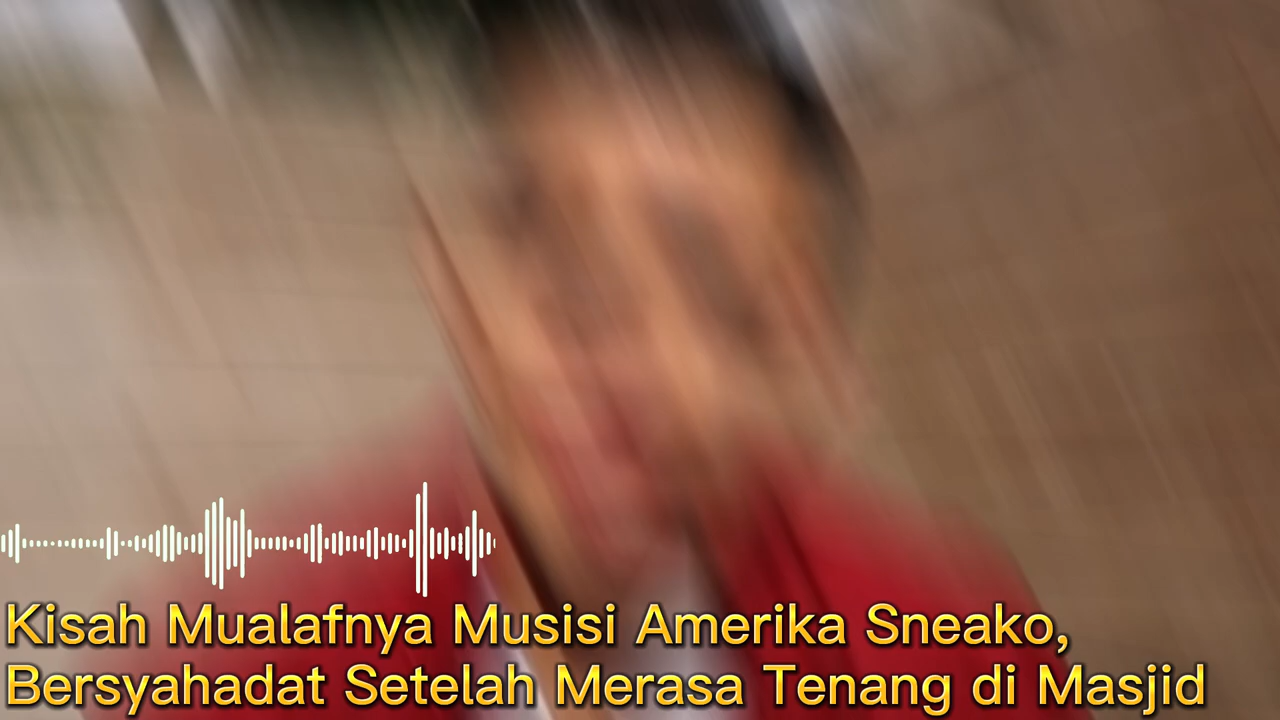 Kisah Mualafnya Musisi Amerika Sneako,
Bersyahadat Setelah Merasa Tenang di Masjid